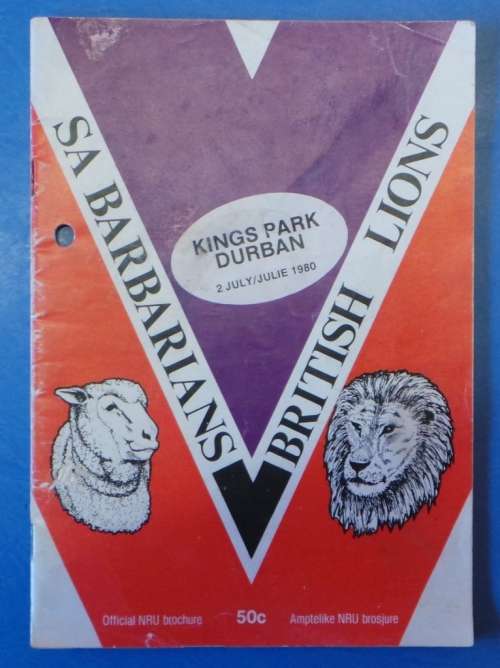 SA BARBARIANS
BRITISH LIONS
KINGS PARK
DURBAN
2 JULY/JULIE 1980
Official NRU brochure
50c
Amptelike NRU brosjure